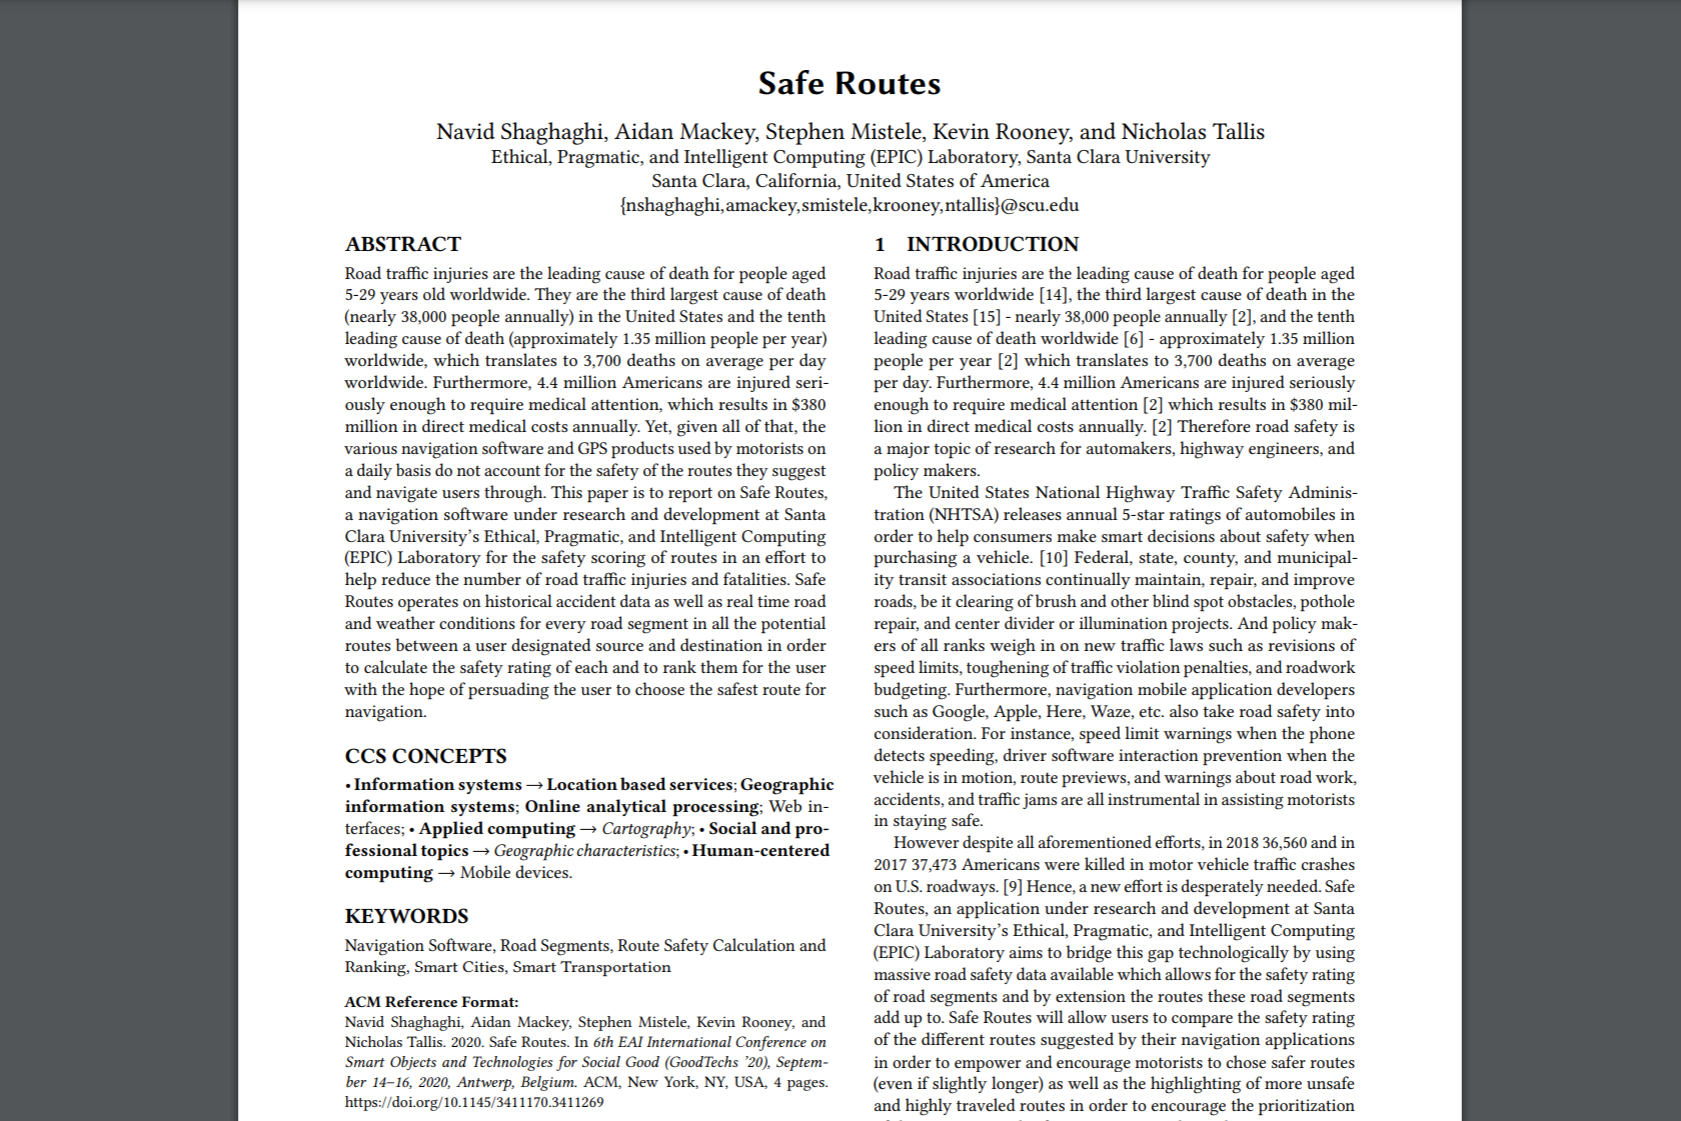 Safe Routes
Navid Shaghaghi, Aidan Mackey, Stephen Mistele, Kevin Rooney, and Nicholas Tallis
Ethical, Pragmatic, and Intelligent Computing (EPIC) Laboratory, Santa Clara University
Santa Clara, California, United States of America
{nshaghaghi,amackey,smistele,krooney,ntallis}@scu.edu
ABSTRACT
Road traffic injuries are the leading cause of death for people aged
5-29 years old worldwide. They are the third largest cause of death
(nearly 38,000 people annually) in the United States and the tenth
leading cause of death (approximately 1.35 million people per year)
worldwide, which translates to 3,700 deaths on average per day
worldwide. Furthermore, 4.4 million Americans are injured seri-
ously enough to require medical attention, which results in $380
million in direct medical costs annually. Yet, given all of that, the
various navigation software and GPS products used by motorists on
a daily basis do not account for the safety of the routes they suggest
and navigate users through. This paper is to report on Safe Routes,
a navigation software under research and development at Santa
Clara University's Ethical, Pragmatic, and Intelligent Computing
(EPIC) Laboratory for the safety scoring of routes in an effort to
help reduce the number of road traffic injuries and fatalities. Safe
Routes operates on historical accident data as well as real time road
and weather conditions for every road segment in all the potential
routes between a user designated source and destination in order
to calculate the safety rating of each and to rank them for the user
with the hope of persuading the user to choose the safest route for
navigation.
CCS CONCEPTS
• Information systems → Location based services; Geographic
information systems; Online analytical processing; Web in-
terfaces; • Applied computing → Cartography; • Social and pro-
fessional topics → Geographic characteristics; • Human-centered
computing → Mobile devices.
KEYWORDS
Navigation Software, Road Segments, Route Safety Calculation and
Ranking, Smart Cities, Smart Transportation
ACM Reference Format:
Navid Shaghaghi, Aidan Mackey, Stephen Mistele, Kevin Rooney, and
Nicholas Tallis. 2020. Safe Routes. In 6th EAI International Conference on
Smart Objects and Technologies for Social Good (GoodTechs '20), Septem-
ber 14–16, 2020, Antwerp, Belgium. ACM, New York, NY, USA, 4 pages.
https://doi.org/10.1145/3411170.3411269
1 INTRODUCTION
Road traffic injuries are the leading cause of death for people aged
5-29 years worldwide [14], the third largest cause of death in the
United States [15] - nearly 38,000 people annually [2], and the tenth
leading cause of death worldwide [6] - approximately 1.35 million
people per year [2] which translates to 3,700 deaths on average
per day. Furthermore, 4.4 million Americans are injured seriously
enough to require medical attention [2] which results in $380 mil-
lion in direct medical costs annually. [2] Therefore road safety is
a major topic of research for automakers, highway engineers, and
policy makers.
The United States National Highway Traffic Safety Adminis-
tration (NHTSA) releases annual 5-star ratings of automobiles in
order to help consumers make smart decisions about safety when
purchasing a vehicle. [10] Federal, state, county, and municipal-
ity transit associations continually maintain, repair, and improve
roads, be it clearing of brush and other blind spot obstacles, pothole
repair, and center divider or illumination projects. And policy mak-
ers of all ranks weigh in on new traffic laws such as revisions of
speed limits, toughening of traffic violation penalties, and roadwork
budgeting. Furthermore, navigation mobile application developers
such as Google, Apple, Here, Waze, etc. also take road safety into
consideration. For instance, speed limit warnings when the phone
detects speeding, driver software interaction prevention when the
vehicle is in motion, route previews, and warnings about road work,
accidents, and traffic jams are all instrumental in assisting motorists
in staying safe.
However despite all aforementioned efforts, in 2018 36,560 and in
2017 37,473 Americans were killed in motor vehicle traffic crashes
on U.S. roadways. [9] Hence, a new effort is desperately needed. Safe
Routes, an application under research and development at Santa
Clara University's Ethical, Pragmatic, and Intelligent Computing
(EPIC) Laboratory aims to bridge this gap technologically by using
massive road safety data available which allows for the safety rating
of road segments and by extension the routes these road segments
add up to. Safe Routes will allow users to compare the safety rating
of the different routes suggested by their navigation applications
in order to empower and encourage motorists to chose safer routes
(even if slightly longer) as well as the highlighting of more unsafe
and highly traveled routes in order to encourage the prioritization